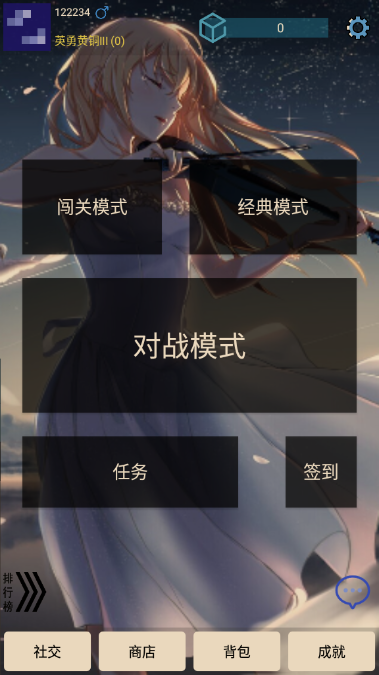 122234
英勇黄铜III (0)
0
闯关模式
经典模式
对战模式
任务
签到
排行榜
社交
商店
背包
成就